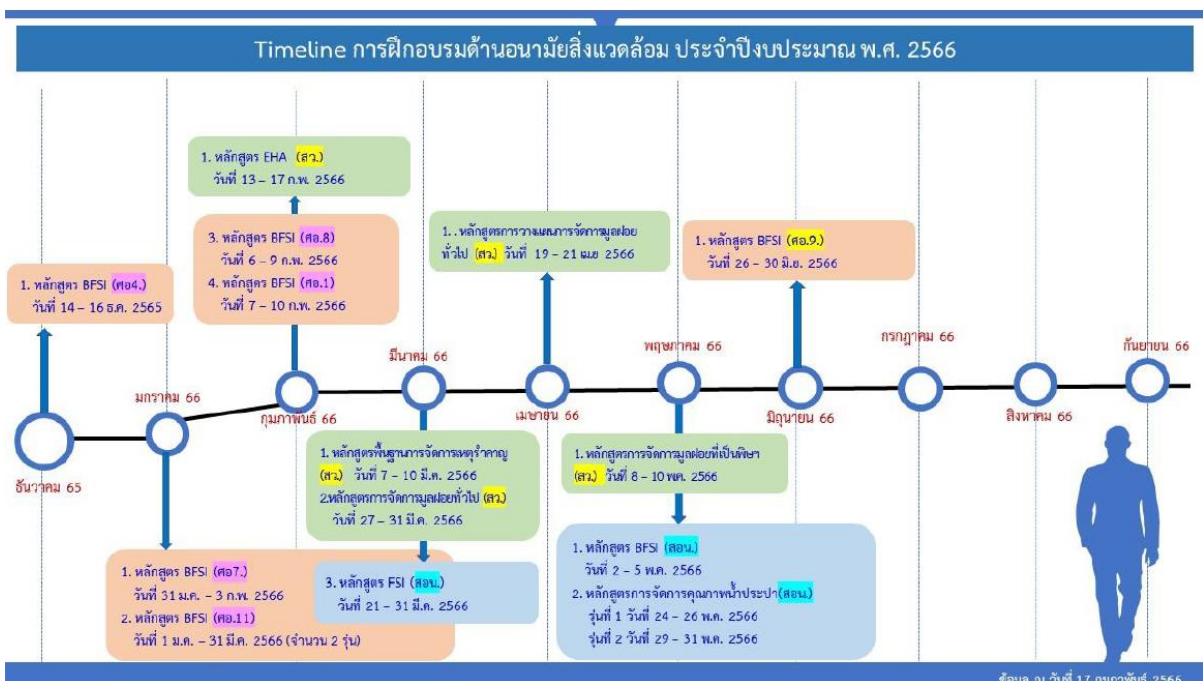 Timeline การฝึกอบรมด้านอนามัยสิ่งแวดล้อม ประจำปีงบประมาณ พ.ศ. 2566
1. หลักสูตร EHA (สว.)
วันที่ 13 – 17 ก.พ. 2566
3. หลักสูตร BFSI (ศอ.8)
วันที่ 6 – 9 ก.พ. 2566
4. หลักสูตร BFSI (ศอ.1)
วันที่ 7 – 10 ก.พ. 2566
1. .หลักสูตรการวางแผนการจัดการมูลฝอย
ทั่วไป (สว.) วันที่ 19 – 21 เมย 2566
1. หลักสูตร BFSI (ศอ.9.)
วันที่ 26 – 30 มิ.ย. 2566
1. หลักสูตร BFSI (ศอ4.)
วันที่ 14 – 16 ธ.ค. 2565
ธันวาคม 65
มกราคม 66
กุมภาพันธ์ 66
มีนาคม 66
เมษายน 66
พฤษภาคม 66
มิถุนายน 66
กรกฎาคม 66
สิงหาคม 66
กันยายน 66
1. หลักสูตรพื้นฐานการจัดการเหตุรำคาญ
(สว.) วันที่ 7 – 10 มี.ค. 2566
2.หลักสูตรการจัดการมูลฝอยทั่วไป (สว.)
วันที่ 27 – 31 มี.ค. 2566
1. หลักสูตรการจัดการมูลฝอยที่เป็นพิษฯ
(สว.) วันที่ 8 – 10 พค. 2566
1. หลักสูตร BFSI (ศอ7.)
วันที่ 31 ม.ค. – 3 ก.พ. 2566
2. หลักสูตร BFSI (ศอ.11)
วันที่ 1 ม.ค. – 31 มี.ค. 2566 (จำนวน 2 รุ่น)
3. หลักสูตร FSI (สอน.)
วันที่ 21 – 31 มี.ค. 2566
1. หลักสูตร BFSI (สอน.)
วันที่ 2 – 5 พ.ค. 2566
2. หลักสูตรการจัดการคุณภาพน้ำประปา(สอน.)
รุ่นที่ 1 วันที่ 24 – 26 พ.ค. 2566
รุ่นที่ 2 วันที่ 29 – 31 พ.ค. 2566
ข้อมูล ณ วันที่ 17 กุมภาพันธ์ 2566